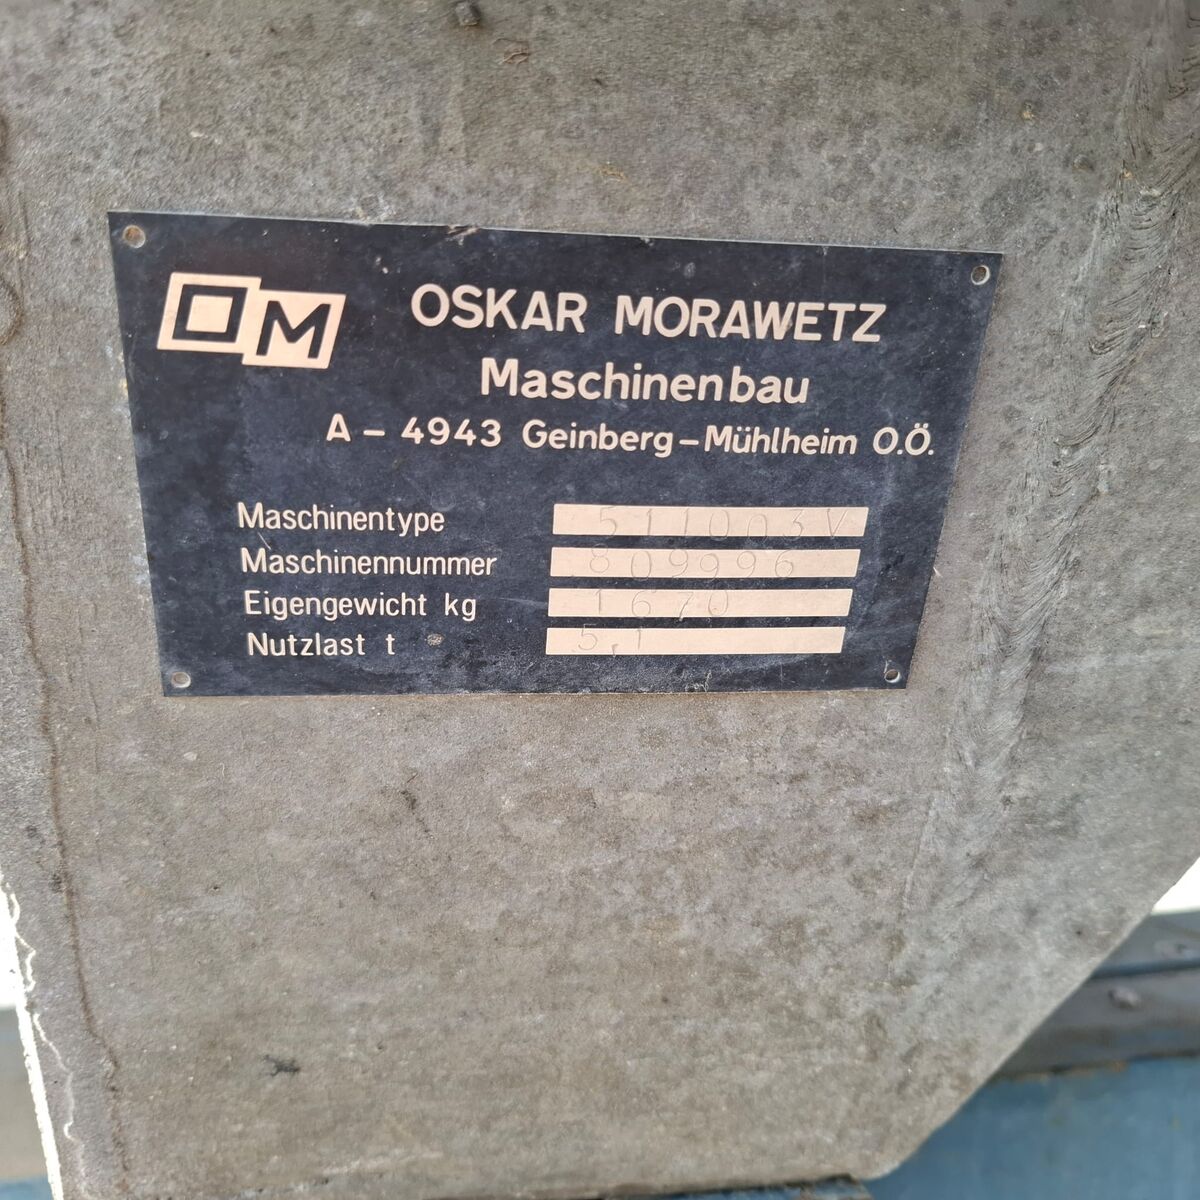 OM OSKAR MORAWETZ
Maschinenbau
A – 4943 Geinberg – Mühlheim O.Ö.
Maschinentype 511003V
Maschinennummer 809996
Eigengewicht kg 1670
Nutzlast t 5,1